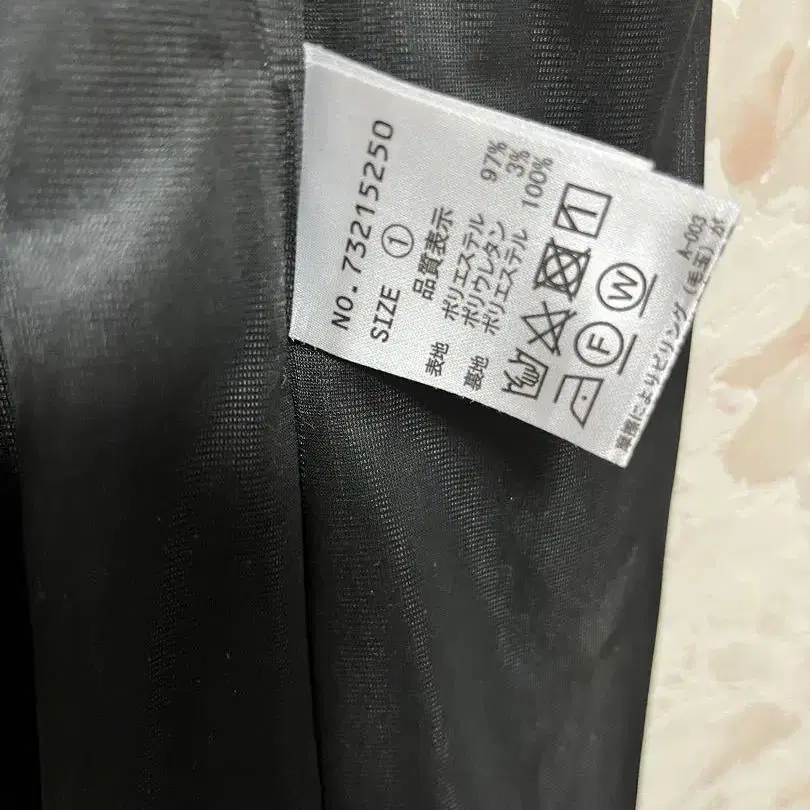 NO.73215250
SIZE ①
品質表示
表地 ポリエステル 97%
ポリウレタン 3%
裏地 ポリエステル 100%
F W
A-003
摩擦によりピリング(毛玉)が